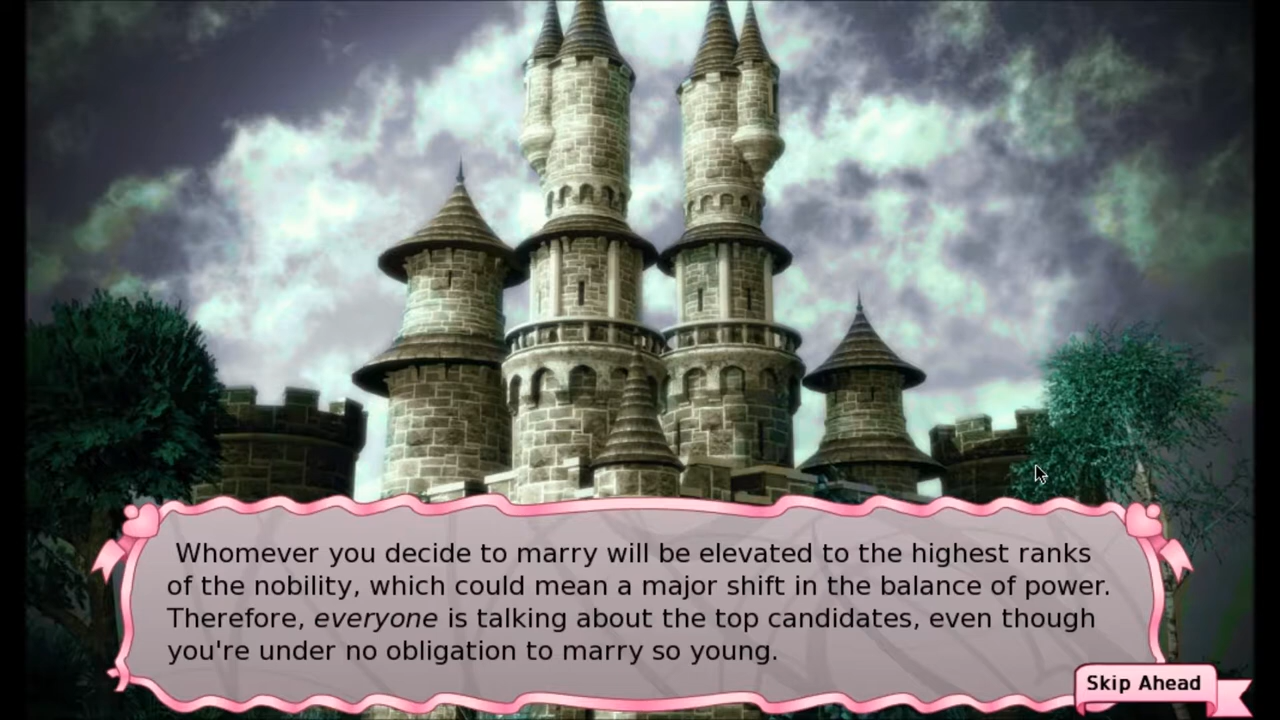 Whomever you decide to marry will be elevated to the highest ranks
of the nobility, which could mean a major shift in the balance of power.
Therefore, everyone is talking about the top candidates, even though
you're under no obligation to marry so young.
Skip Ahead